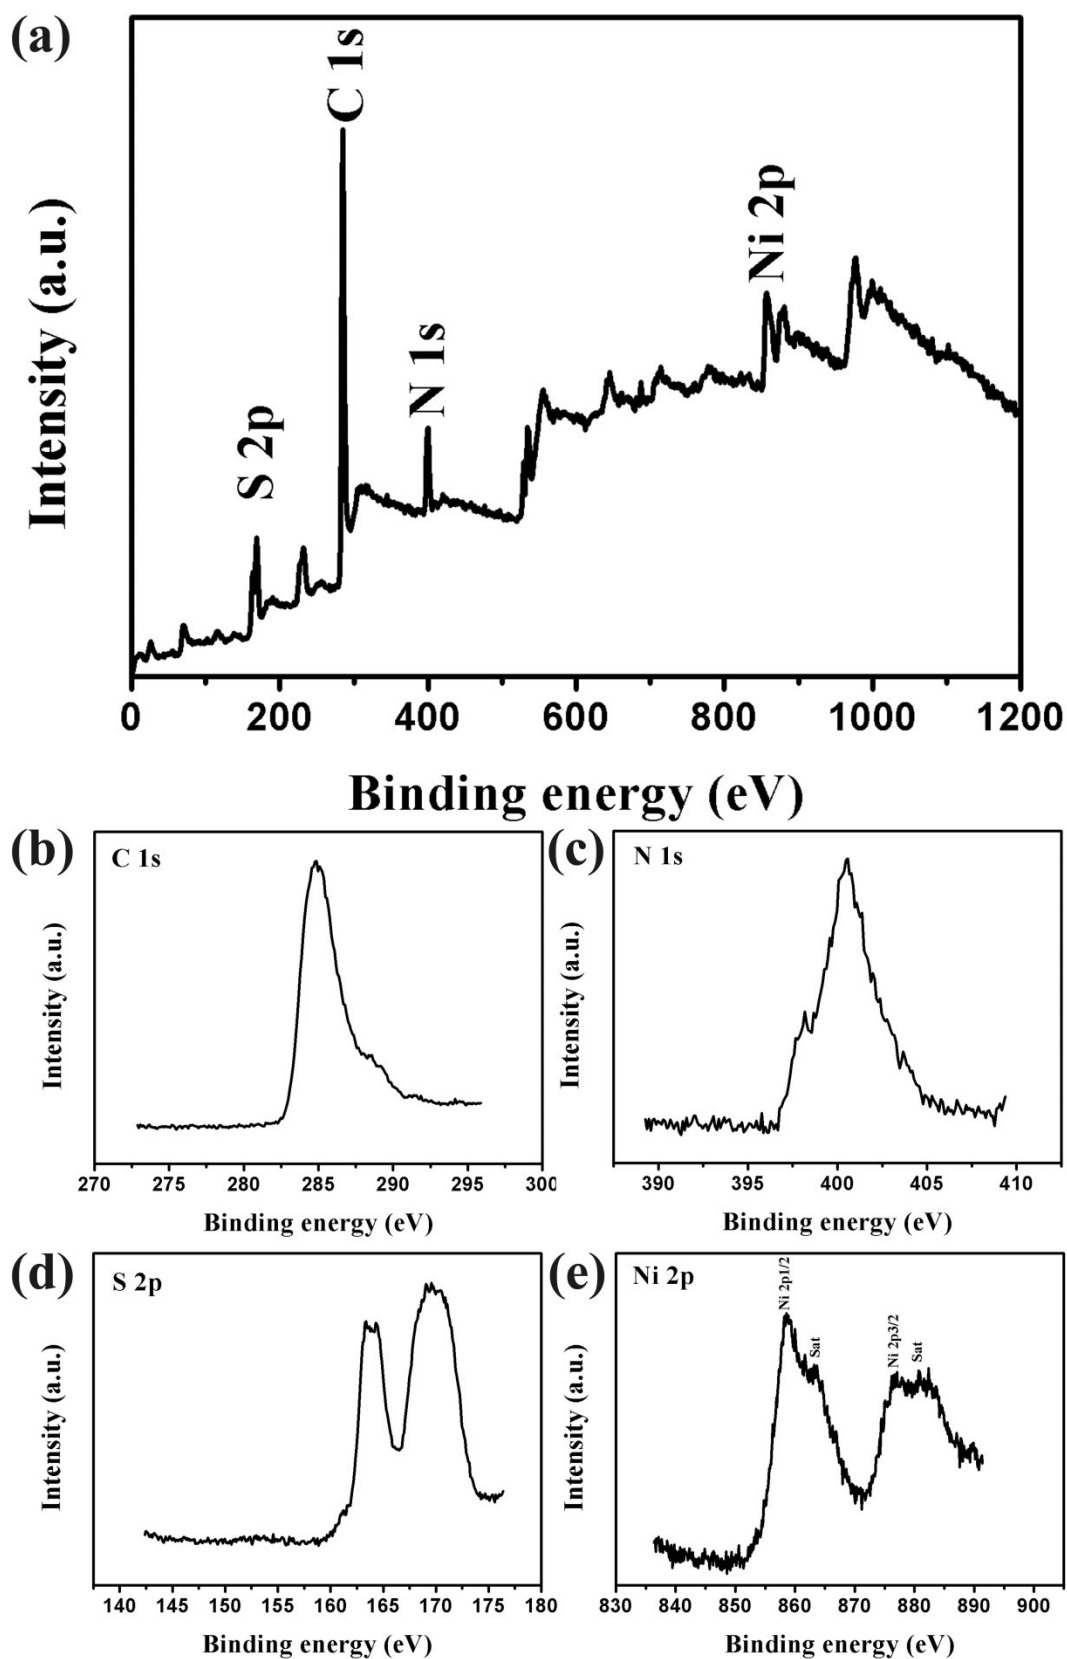 (a)
C 1s
Ni 2p
N 1s
S 2p
Intensity (a.u.)
0 200 400 600 800 1000 1200
Binding energy (eV)
(b)
C 1s
Intensity (a.u.)
270 275 280 285 290 295 300
Binding energy (eV)
(c)
N 1s
Intensity (a.u.)
390 395 400 405 410
Binding energy (eV)
(d)
S 2p
Intensity (a.u.)
140 145 150 155 160 165 170 175 180
Binding energy (eV)
(e)
Ni 2p
Ni 2p1/2
Sat
Ni 2p3/2
Sat
Intensity (a.u.)
830 840 850 860 870 880 890 900
Binding energy (eV)